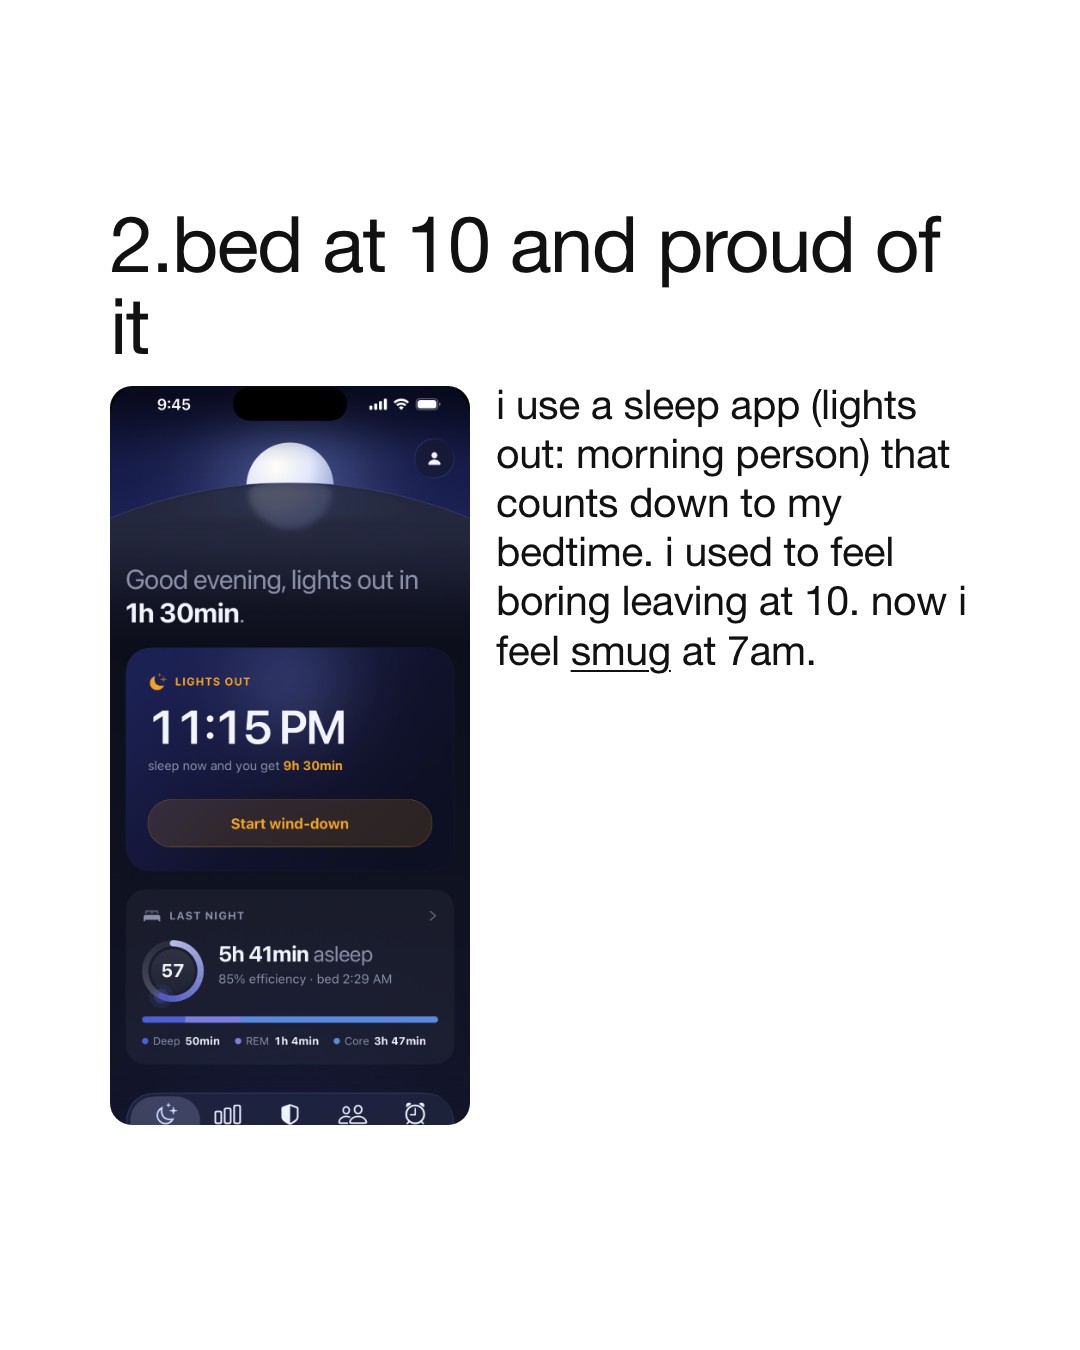 2.bed at 10 and proud of
it
9:45
Good evening, lights out in
1h 30min.
LIGHTS OUT
11:15 PM
sleep now and you get 9h 30min
Start wind-down
LAST NIGHT
57
5h 41min asleep
85% efficiency · bed 2:29 AM
Deep 50min REM 1h 4min Core 3h 47min
i use a sleep app (lights
out: morning person) that
counts down to my
bedtime. i used to feel
boring leaving at 10. now i
feel smug at 7am.